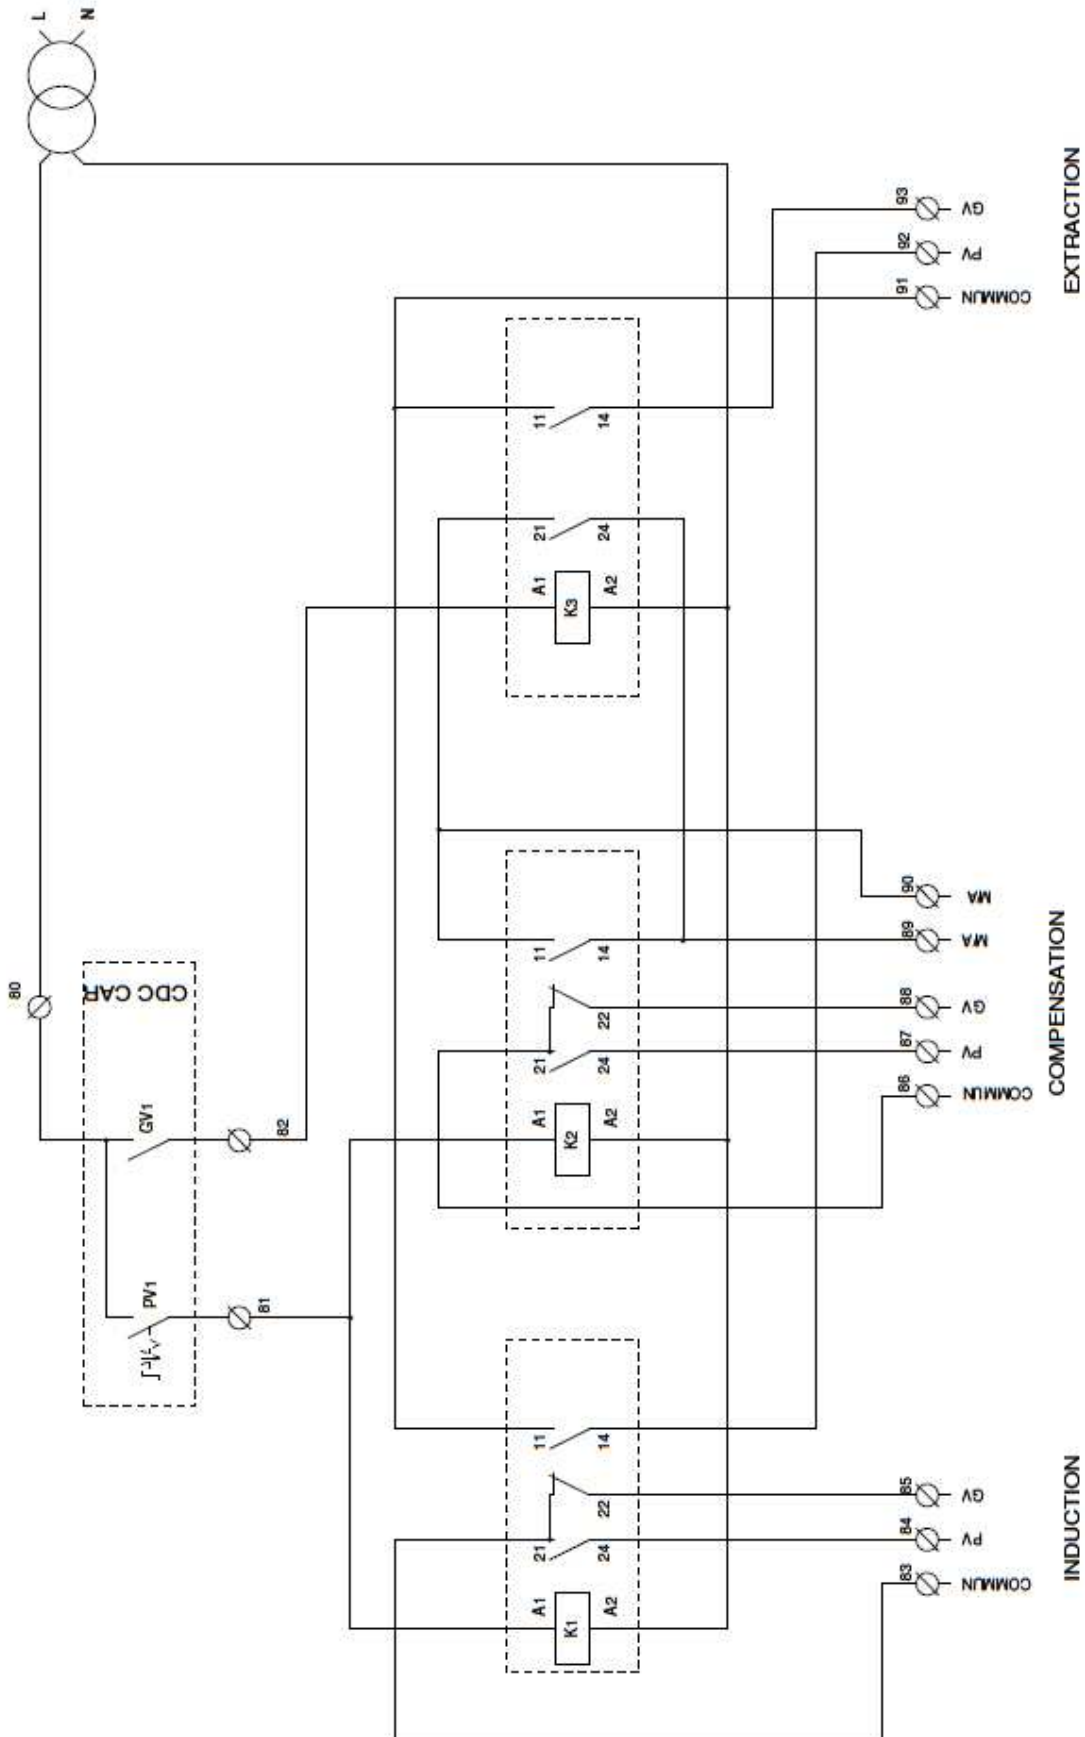 L
N
80
CDC CAR
GV1
PV1
82
81
11
14
21
24
A1
K3
A2
11
14
21
22
24
A1
K2
A2
11
14
21
22
24
A1
K1
A2
93
GV
92
PV
91
COMMUN
EXTRACTION
90
MA
89
MA
88
GV
87
PV
86
COMMUN
COMPENSATION
85
GV
84
PV
83
COMMUN
INDUCTION